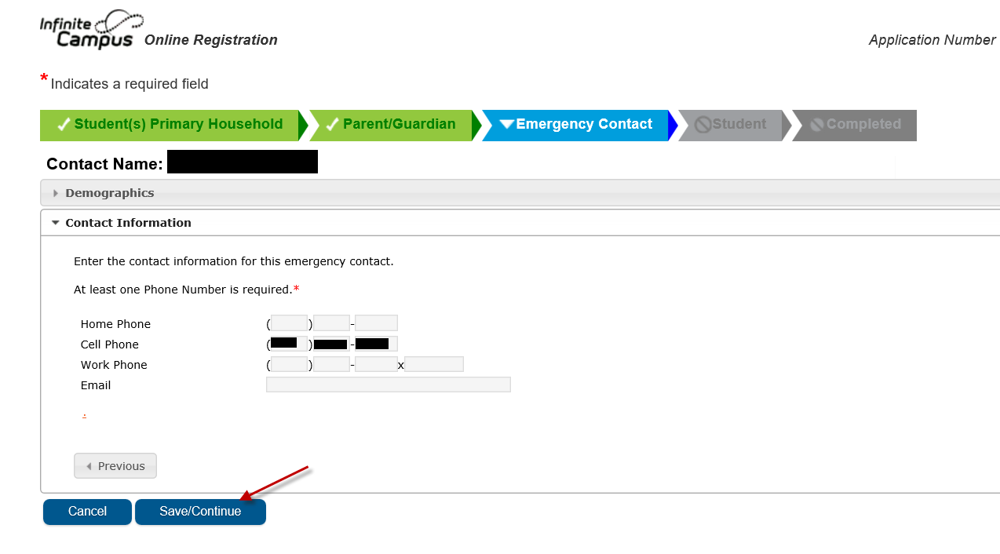 Infinite
Campus Online Registration
Application Number
* Indicates a required field
Student(s) Primary Household Parent/Guardian Emergency Contact Student Completed
Contact Name:
Demographics
Contact Information
Enter the contact information for this emergency contact.
At least one Phone Number is required.*
Home Phone ( ) -
Cell Phone ( ) -
Work Phone ( ) - x
Email
.
Previous
Cancel Save/Continue